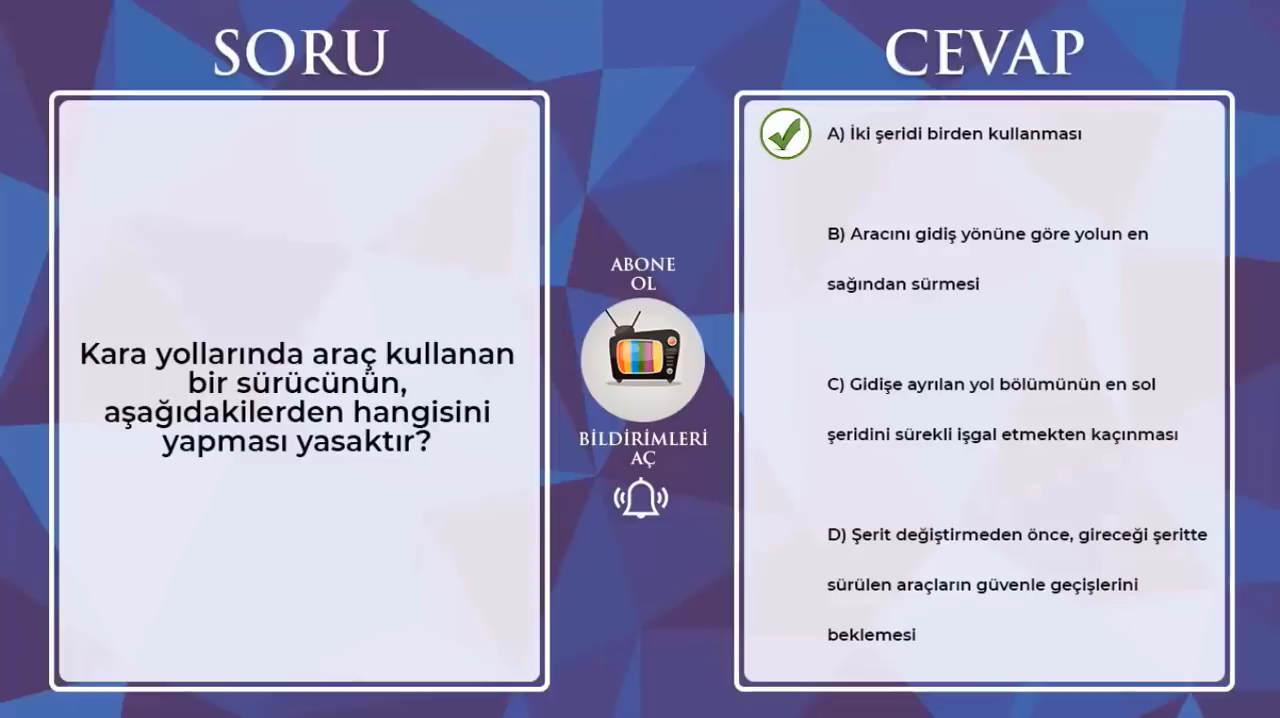 SORU
Kara yollarında araç kullanan
bir sürücünün,
aşağıdakilerden hangisini
yapması yasaktır?
ABONE
OL
BİLDİRİMLERİ
AÇ
CEVAP
A) İki şeridi birden kullanması
B) Aracını gidiş yönüne göre yolun en
sağından sürmesi
C) Gidişe ayrılan yol bölümünün en sol
şeridini sürekli işgal etmekten kaçınması
D) Şerit değiştirmeden önce, gireceği şeritte
sürülen araçların güvenle geçişlerini
beklemesi